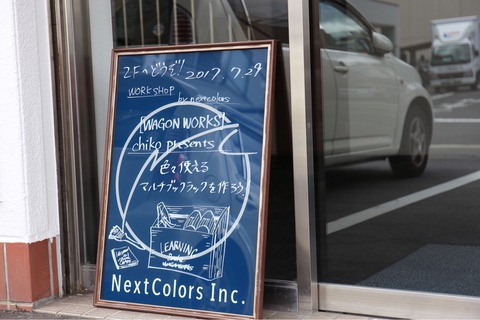 2Fへどうぞ! 2017. 7.29
WORKSHOP
by nextcolors
[WAGON WORKS]
chiko presents
色々使える
マルチブックラックを作ろう
LEARNING
NextColors Inc.